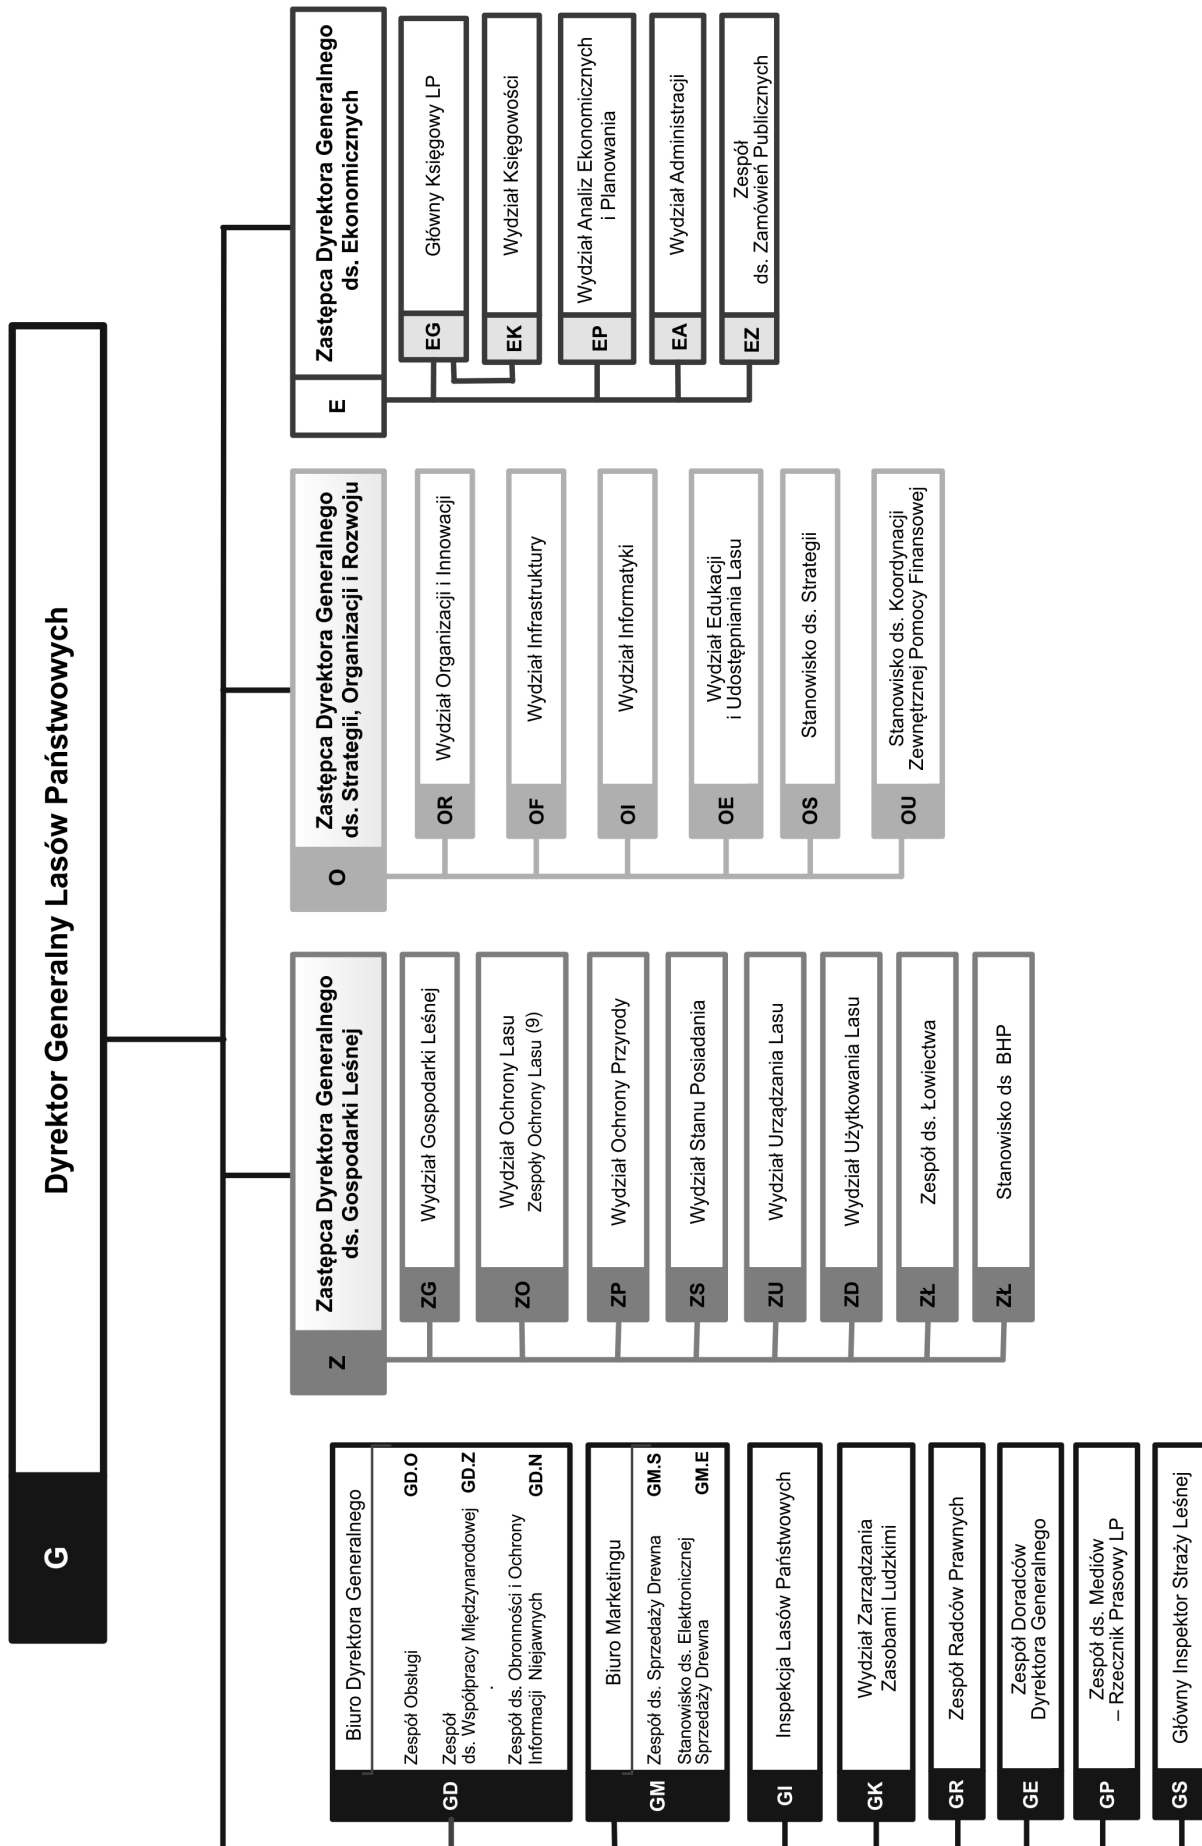 G
Dyrektor Generalny Lasów Państwowych
GD
Biuro Dyrektora Generalnego
Zespół Obsługi
GD.O
Zespół
ds. Współpracy Międzynarodowej
GD.Z
Zespół ds. Obronności i Ochrony
Informacji Niejawnych
GD.N
GM
Biuro Marketingu
Zespół ds. Sprzedaży Drewna
GM.S
Stanowisko ds. Elektronicznej
Sprzedaży Drewna
GM.E
GI
Inspekcja Lasów Państwowych
GK
Wydział Zarządzania
Zasobami Ludzkimi
GR
Zespół Radców Prawnych
GE
Zespół Doradców
Dyrektora Generalnego
GP
Zespół ds. Mediów
– Rzecznik Prasowy LP
GS
Główny Inspektor Straży Leśnej
Z
Zastępca Dyrektora Generalnego
ds. Gospodarki Leśnej
ZG
Wydział Gospodarki Leśnej
ZO
Wydział Ochrony Lasu
Zespoły Ochrony Lasu (9)
ZP
Wydział Ochrony Przyrody
ZS
Wydział Stanu Posiadania
ZU
Wydział Urządzania Lasu
ZD
Wydział Użytkowania Lasu
ZŁ
Zespół ds. Łowiectwa
ZŁ
Stanowisko ds BHP
O
Zastępca Dyrektora Generalnego
ds. Strategii, Organizacji i Rozwoju
OR
Wydział Organizacji i Innowacji
OF
Wydział Infrastruktury
OI
Wydział Informatyki
OE
Wydział Edukacji
i Udostępniania Lasu
OS
Stanowisko ds. Strategii
OU
Stanowisko ds. Koordynacji
Zewnętrznej Pomocy Finansowej
E
Zastępca Dyrektora Generalnego
ds. Ekonomicznych
EG
Główny Księgowy LP
EK
Wydział Księgowości
EP
Wydział Analiz Ekonomicznych
i Planowania
EA
Wydział Administracji
EZ
Zespół
ds. Zamówień Publicznych